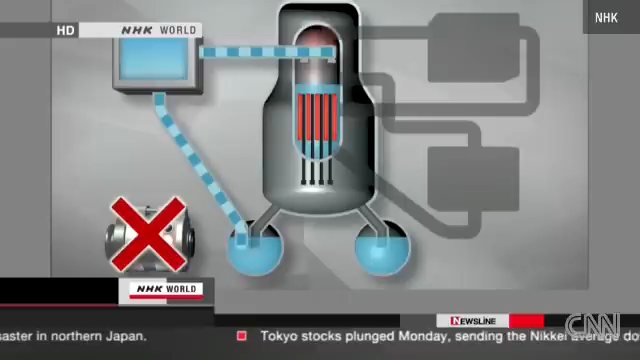 NHK
HD
NHK WORLD
NHK WORLD
NEWSLINE
CNN
saster in northern Japan. Tokyo stocks plunged Monday, sending the Nikkei average do